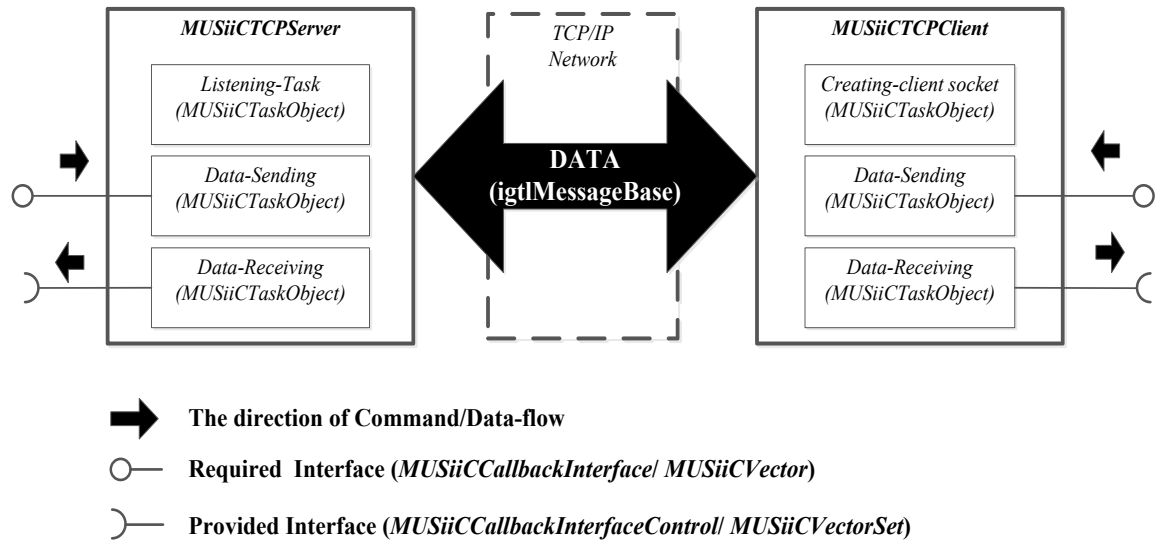 MUSiiCTCPServer
Listening-Task
(MUSiiCTaskObject)
Data-Sending
(MUSiiCTaskObject)
Data-Receiving
(MUSiiCTaskObject)
TCP/IP
Network
DATA
(igtlMessageBase)
MUSiiCTCPClient
Creating-client socket
(MUSiiCTaskObject)
Data-Sending
(MUSiiCTaskObject)
Data-Receiving
(MUSiiCTaskObject)
The direction of Command/Data-flow
Required Interface (MUSiiCCallbackInterface/ MUSiiCVector)
Provided Interface (MUSiiCCallbackInterfaceControl/ MUSiiCVectorSet)